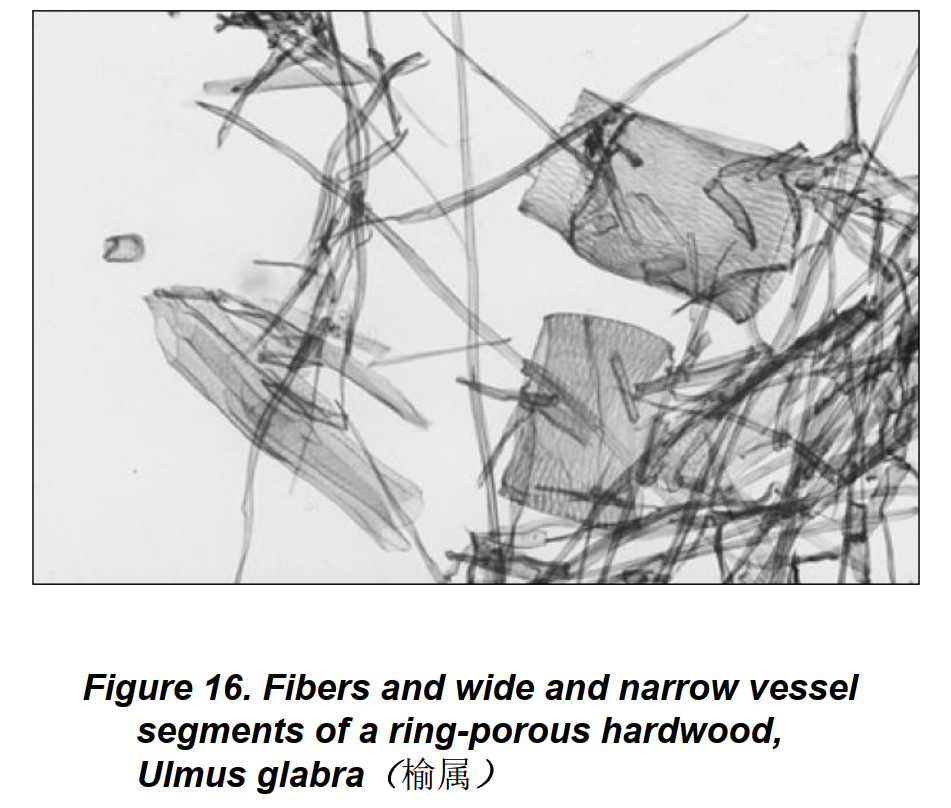 Figure 16. Fibers and wide and narrow vessel
segments of a ring-porous hardwood,
Ulmus glabra（榆属）